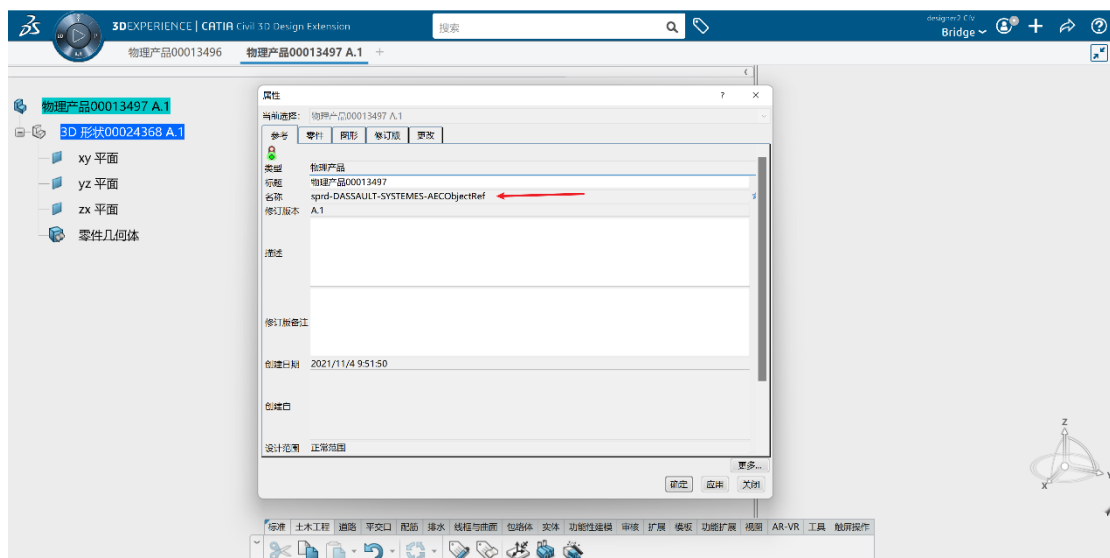 3DEXPERIENCE | CATIA Civil 3D Design Extension
搜索
designer2 CIV
Bridge
物理产品00013496
物理产品00013497 A.1
物理产品00013497 A.1
3D 形状00024368 A.1
xy 平面
yz 平面
zx 平面
零件几何体
属性
当前选择: 物理产品00013497 A.1
参考 零件 图形 修订版 更改
类型 物理产品
标题 物理产品00013497
名称 sprd-DASSAULT-SYSTEMES-AECObjectRef
修订版本 A.1
描述
修订版备注
创建日期 2021/11/4 9:51:50
创建自
设计范围 正常范围
更多...
确定 应用 关闭
z
x
标准 土木工程 道路 平交口 配筋 排水 线框与曲面 包络体 实体 功能性建模 审核 扩展 模板 功能扩展 视图 AR-VR 工具 触屏操作